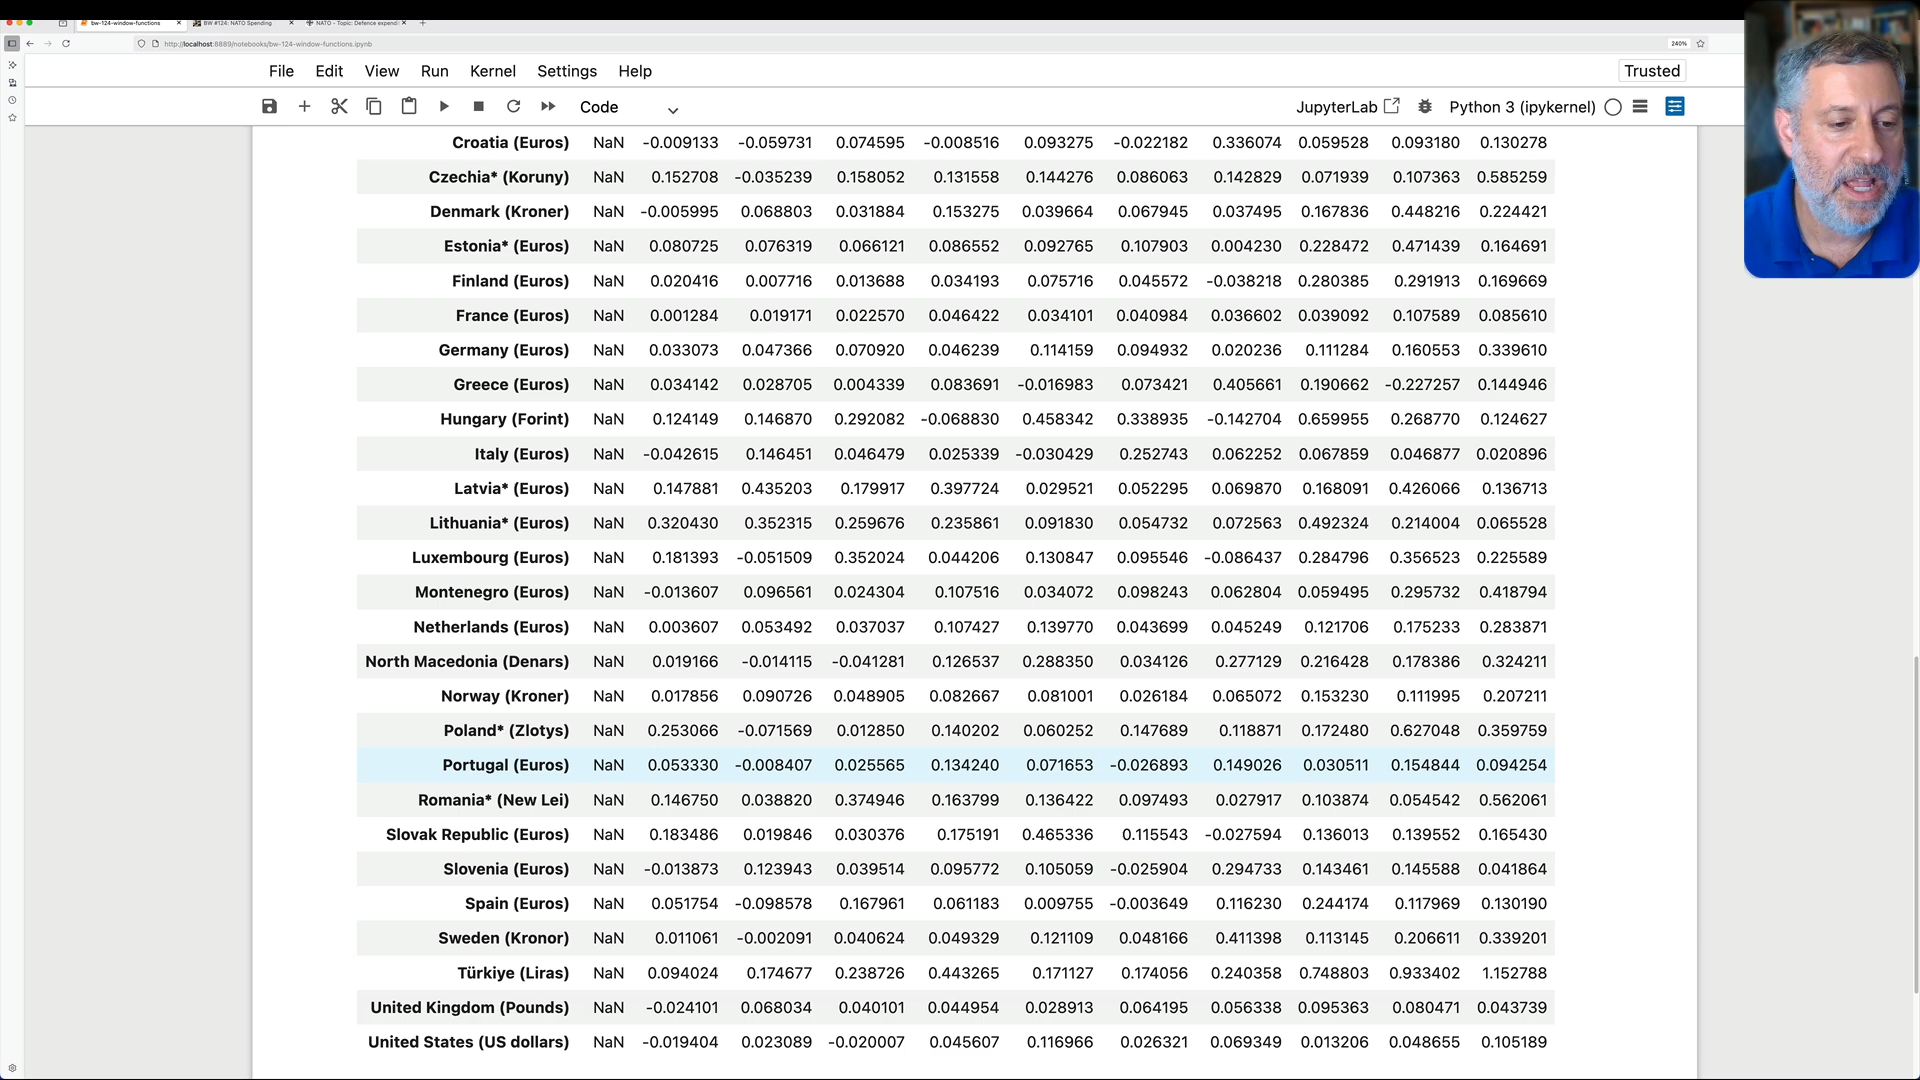 bw-124-window-functions
BW #124: NATO Spending
NATO - Topic: Defence expend
http://localhost:8889/notebooks/bw-124-window-functions.ipynb
240%
File Edit View Run Kernel Settings Help
Trusted
Code
JupyterLab
Python 3 (ipykernel)
Croatia (Euros) NaN -0.009133 -0.059731 0.074595 -0.008516 0.093275 -0.022182 0.336074 0.059528 0.093180 0.130278
Czechia* (Koruny) NaN 0.152708 -0.035239 0.158052 0.131558 0.144276 0.086063 0.142829 0.071939 0.107363 0.585259
Denmark (Kroner) NaN -0.005995 0.068803 0.031884 0.153275 0.039664 0.067945 0.037495 0.167836 0.448216 0.224421
Estonia* (Euros) NaN 0.080725 0.076319 0.066121 0.086552 0.092765 0.107903 0.004230 0.228472 0.471439 0.164691
Finland (Euros) NaN 0.020416 0.007716 0.013688 0.034193 0.075716 0.045572 -0.038218 0.280385 0.291913 0.169669
France (Euros) NaN 0.001284 0.019171 0.022570 0.046422 0.034101 0.040984 0.036602 0.039092 0.107589 0.085610
Germany (Euros) NaN 0.033073 0.047366 0.070920 0.046239 0.114159 0.094932 0.020236 0.111284 0.160553 0.339610
Greece (Euros) NaN 0.034142 0.028705 0.004339 0.083691 -0.016983 0.073421 0.405661 0.190662 -0.227257 0.144946
Hungary (Forint) NaN 0.124149 0.146870 0.292082 -0.068830 0.458342 0.338935 -0.142704 0.659955 0.268770 0.124627
Italy (Euros) NaN -0.042615 0.146451 0.046479 0.025339 -0.030429 0.252743 0.062252 0.067859 0.046877 0.020896
Latvia* (Euros) NaN 0.147881 0.435203 0.179917 0.397724 0.029521 0.052295 0.069870 0.168091 0.426066 0.136713
Lithuania* (Euros) NaN 0.320430 0.352315 0.259676 0.235861 0.091830 0.054732 0.072563 0.492324 0.214004 0.065528
Luxembourg (Euros) NaN 0.181393 -0.051509 0.352024 0.044206 0.130847 0.095546 -0.086437 0.284796 0.356523 0.225589
Montenegro (Euros) NaN -0.013607 0.096561 0.024304 0.107516 0.034072 0.098243 0.062804 0.059495 0.295732 0.418794
Netherlands (Euros) NaN 0.003607 0.053492 0.037037 0.107427 0.139770 0.043699 0.045249 0.121706 0.175233 0.283871
North Macedonia (Denars) NaN 0.019166 -0.014115 -0.041281 0.126537 0.288350 0.034126 0.277129 0.216428 0.178386 0.324211
Norway (Kroner) NaN 0.017856 0.090726 0.048905 0.082667 0.081001 0.026184 0.065072 0.153230 0.111995 0.207211
Poland* (Zlotys) NaN 0.253066 -0.071569 0.012850 0.140202 0.060252 0.147689 0.118871 0.172480 0.627048 0.359759
Portugal (Euros) NaN 0.053330 -0.008407 0.025565 0.134240 0.071653 -0.026893 0.149026 0.030511 0.154844 0.094254
Romania* (New Lei) NaN 0.146750 0.038820 0.374946 0.163799 0.136422 0.097493 0.027917 0.103874 0.054542 0.562061
Slovak Republic (Euros) NaN 0.183486 0.019846 0.030376 0.175191 0.465336 0.115543 -0.027594 0.136013 0.139552 0.165430
Slovenia (Euros) NaN -0.013873 0.123943 0.039514 0.095772 0.105059 -0.025904 0.294733 0.143461 0.145588 0.041864
Spain (Euros) NaN 0.051754 -0.098578 0.167961 0.061183 0.009755 -0.003649 0.116230 0.244174 0.117969 0.130190
Sweden (Kronor) NaN 0.011061 -0.002091 0.040624 0.049329 0.121109 0.048166 0.411398 0.113145 0.206611 0.339201
Türkiye (Liras) NaN 0.094024 0.174677 0.238726 0.443265 0.171127 0.174056 0.240358 0.748803 0.933402 1.152788
United Kingdom (Pounds) NaN -0.024101 0.068034 0.040101 0.044954 0.028913 0.064195 0.056338 0.095363 0.080471 0.043739
United States (US dollars) NaN -0.019404 0.023089 -0.020007 0.045607 0.116966 0.026321 0.069349 0.013206 0.048655 0.105189